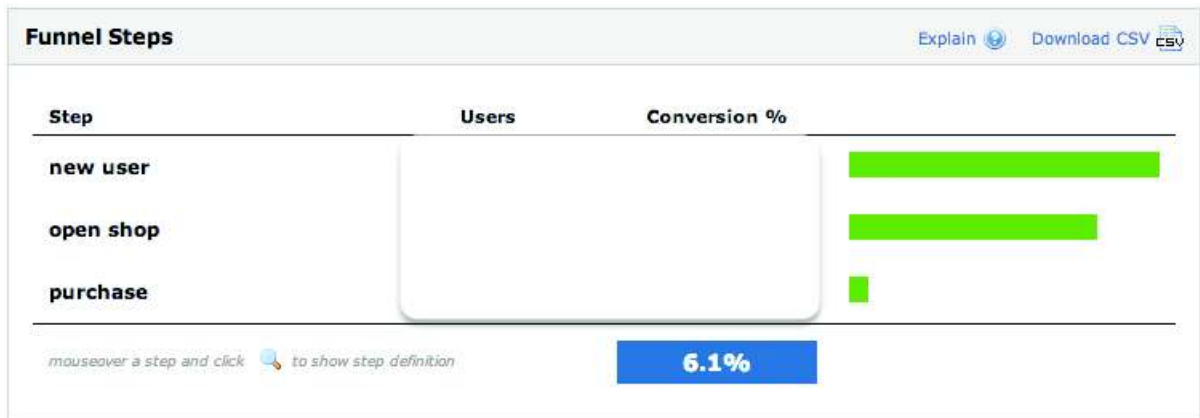 Funnel Steps Explain Download CSV CSV
Step Users Conversion %
new user
open shop
purchase
mouseover a step and click to show step definition 6.1%